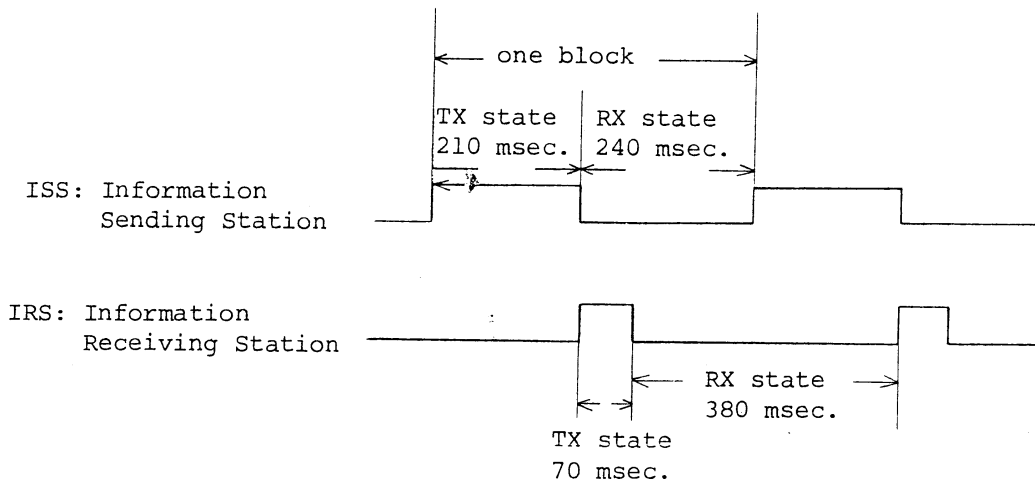 one block
TX state
210 msec.
RX state
240 msec.
ISS: Information
Sending Station
IRS: Information
Receiving Station
RX state
380 msec.
TX state
70 msec.